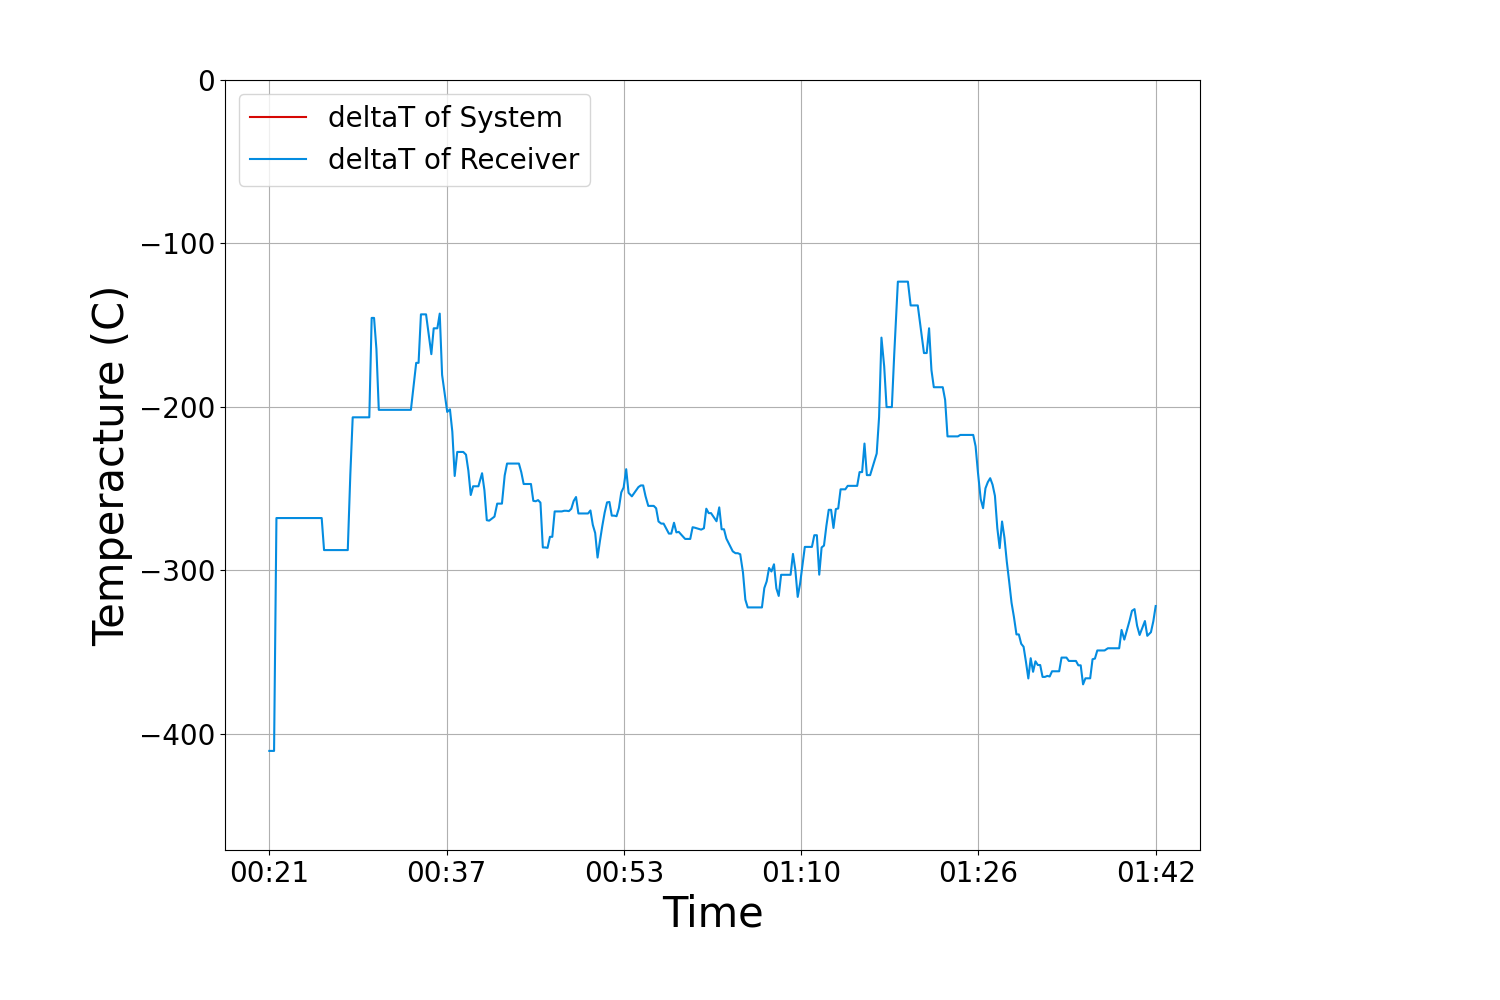 deltaT of System
deltaT of Receiver
0
−100
−200
−300
−400
Temperacture (C)
00:21 00:37 00:53 01:10 01:26 01:42
Time